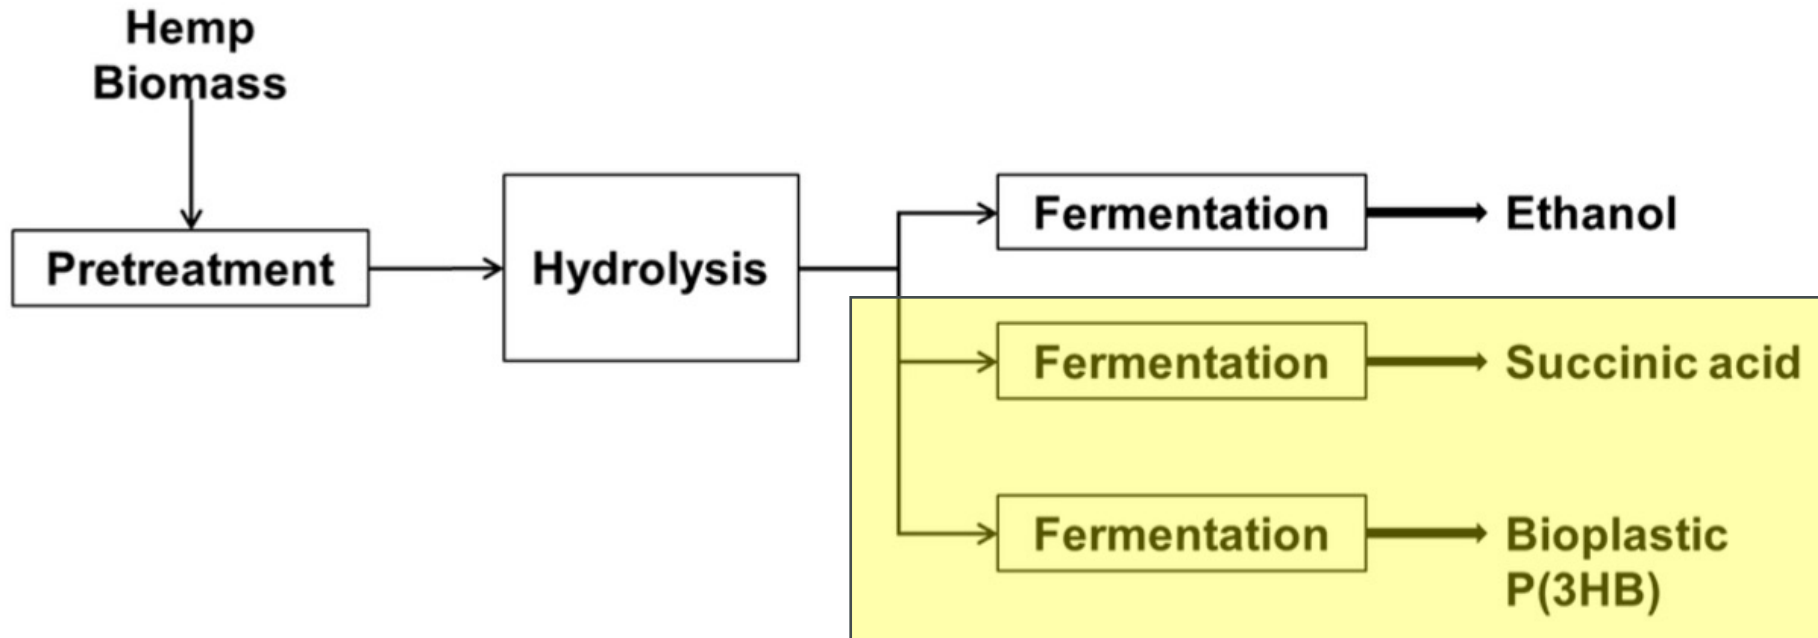 Hemp
Biomass
Pretreatment
Hydrolysis
Fermentation
Ethanol
Fermentation
Succinic acid
Fermentation
Bioplastic
P(3HB)